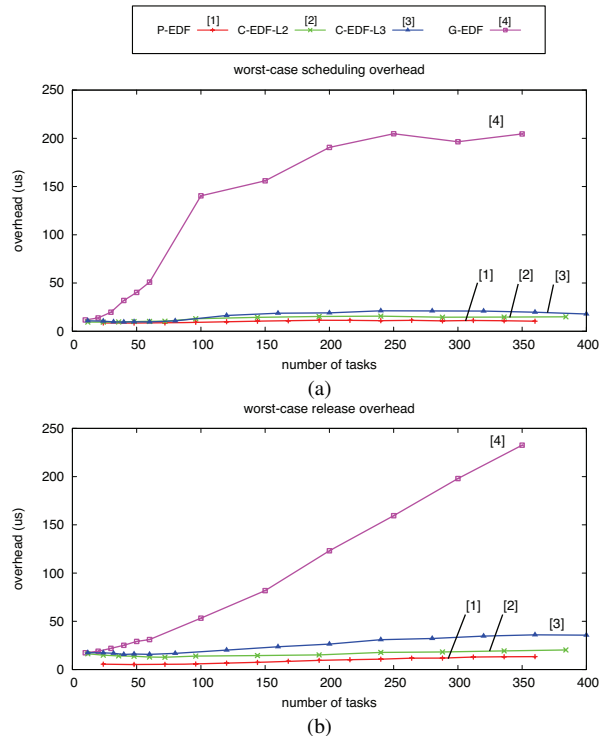 P-EDF [1] C-EDF-L2 [2] C-EDF-L3 [3] G-EDF [4]
worst-case scheduling overhead
250
200
150
100
50
0
overhead (us)
[4]
[1]
[2]
[3]
0 50 100 150 200 250 300 350 400
number of tasks
(a)
worst-case release overhead
250
200
150
100
50
0
overhead (us)
[4]
[1]
[2]
[3]
0 50 100 150 200 250 300 350 400
number of tasks
(b)